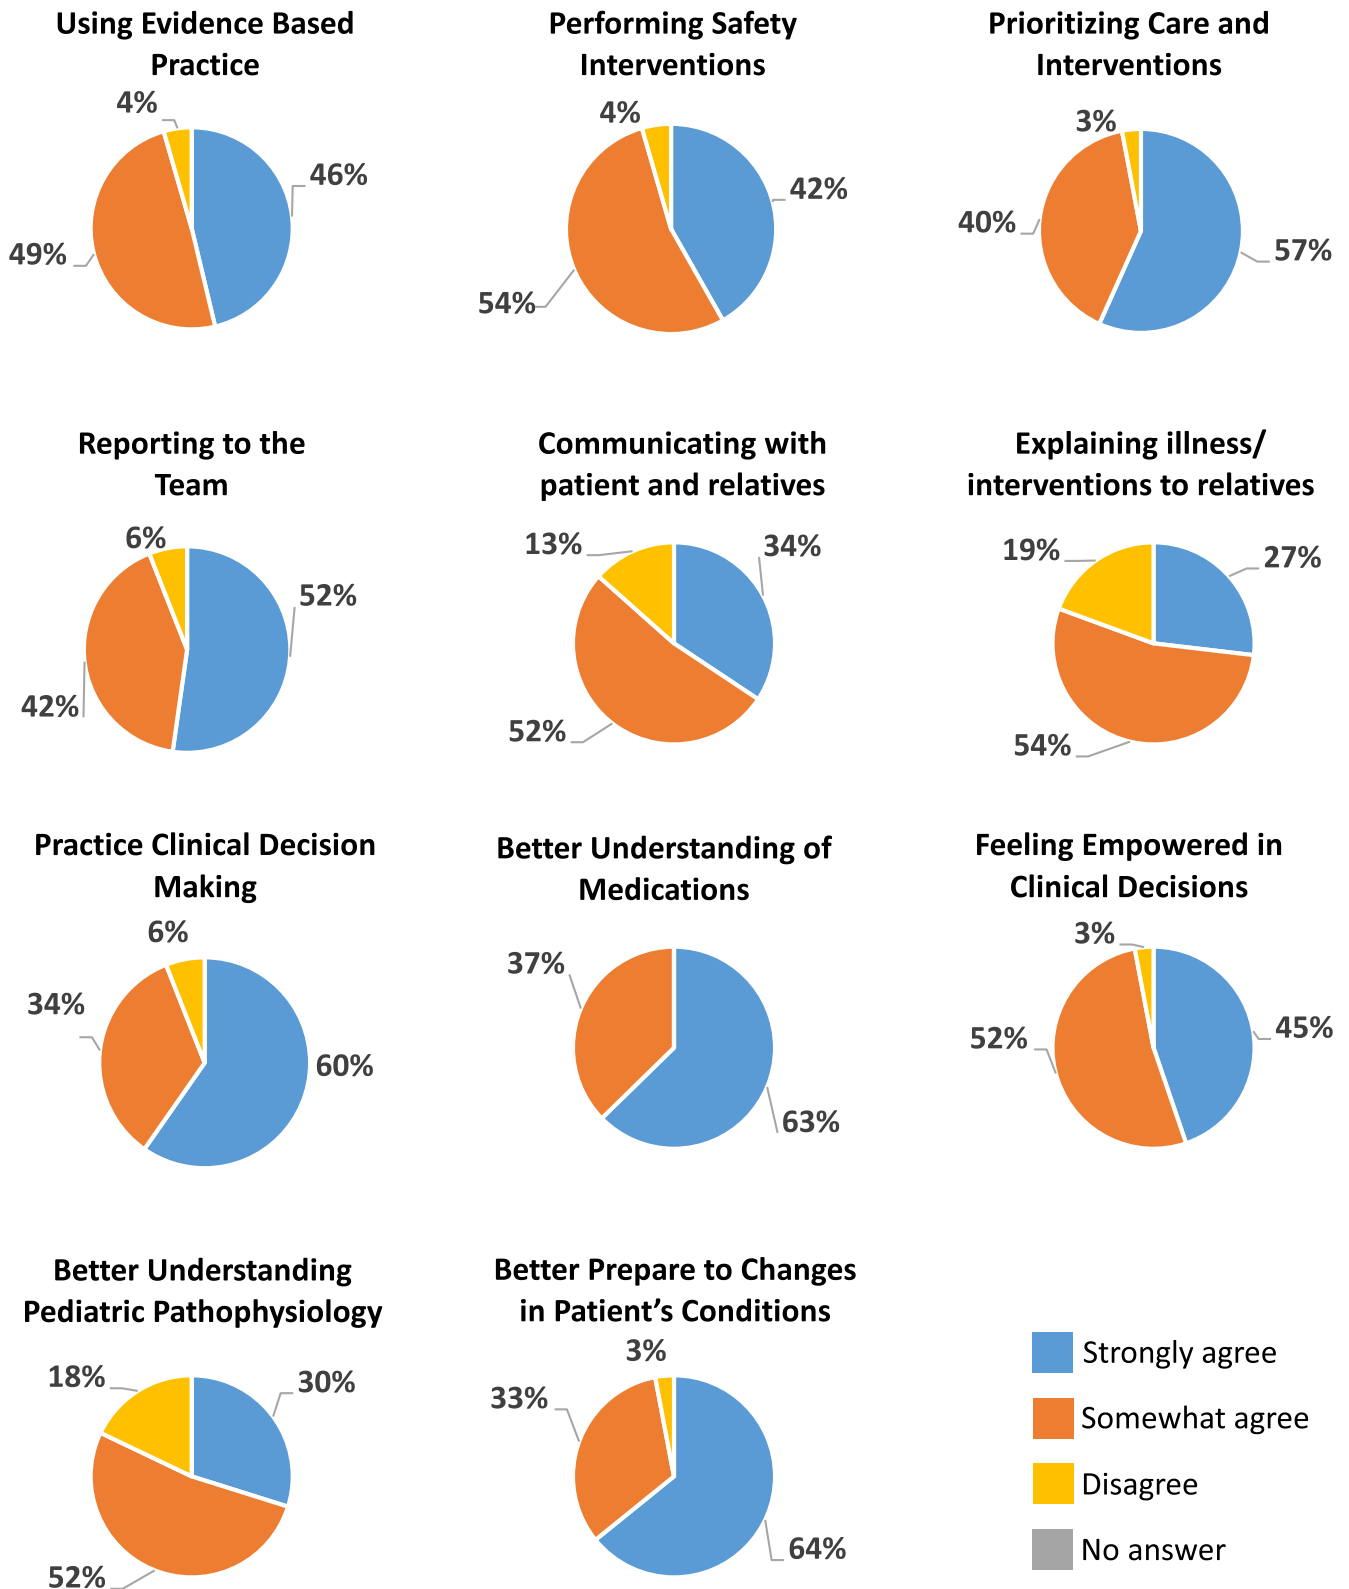 Using Evidence Based
Practice
4%
46%
49%
Performing Safety
Interventions
4%
42%
54%
Prioritizing Care and
Interventions
3%
40%
57%
Reporting to the
Team
6%
52%
42%
Communicating with
patient and relatives
13%
34%
52%
Explaining illness/
interventions to relatives
19%
27%
54%
Practice Clinical Decision
Making
6%
34%
60%
Better Understanding of
Medications
37%
63%
Feeling Empowered in
Clinical Decisions
3%
52%
45%
Better Understanding
Pediatric Pathophysiology
18%
30%
52%
Better Prepare to Changes
in Patient’s Conditions
3%
33%
64%
Strongly agree
Somewhat agree
Disagree
No answer